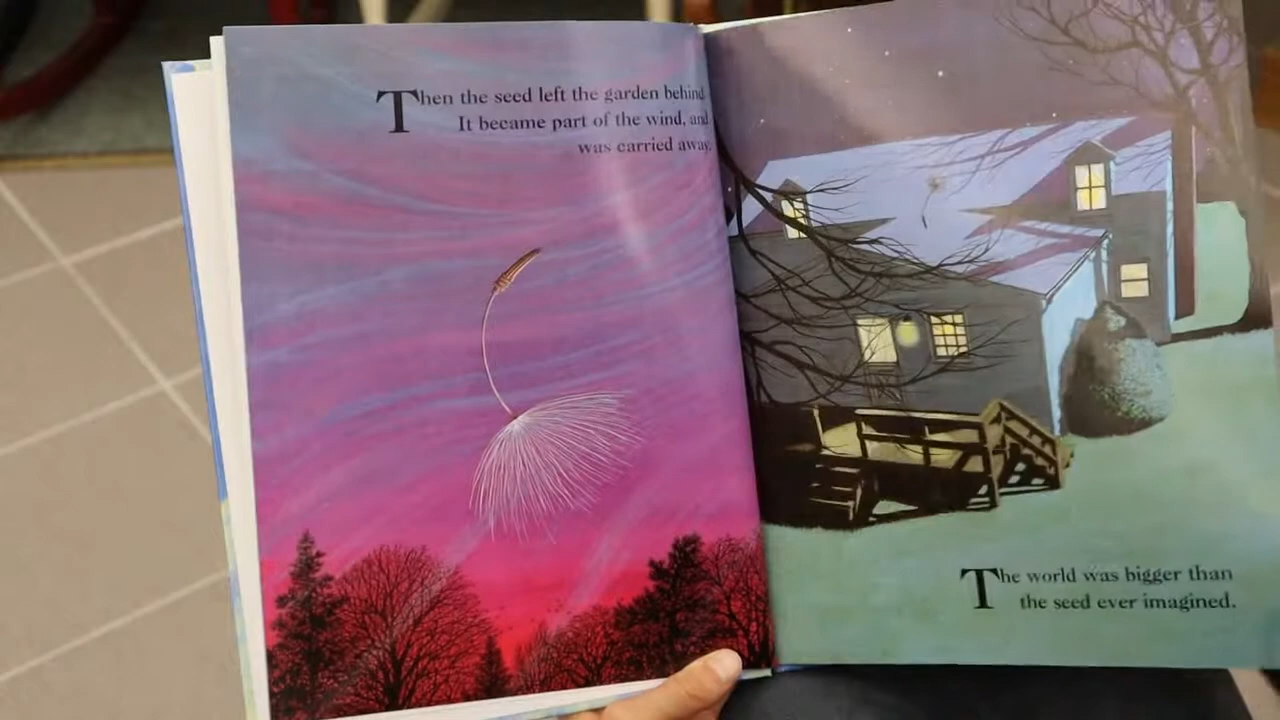 Then the seed left the garden behind.
It became part of the wind, and
was carried away.
The world was bigger than
the seed ever imagined.